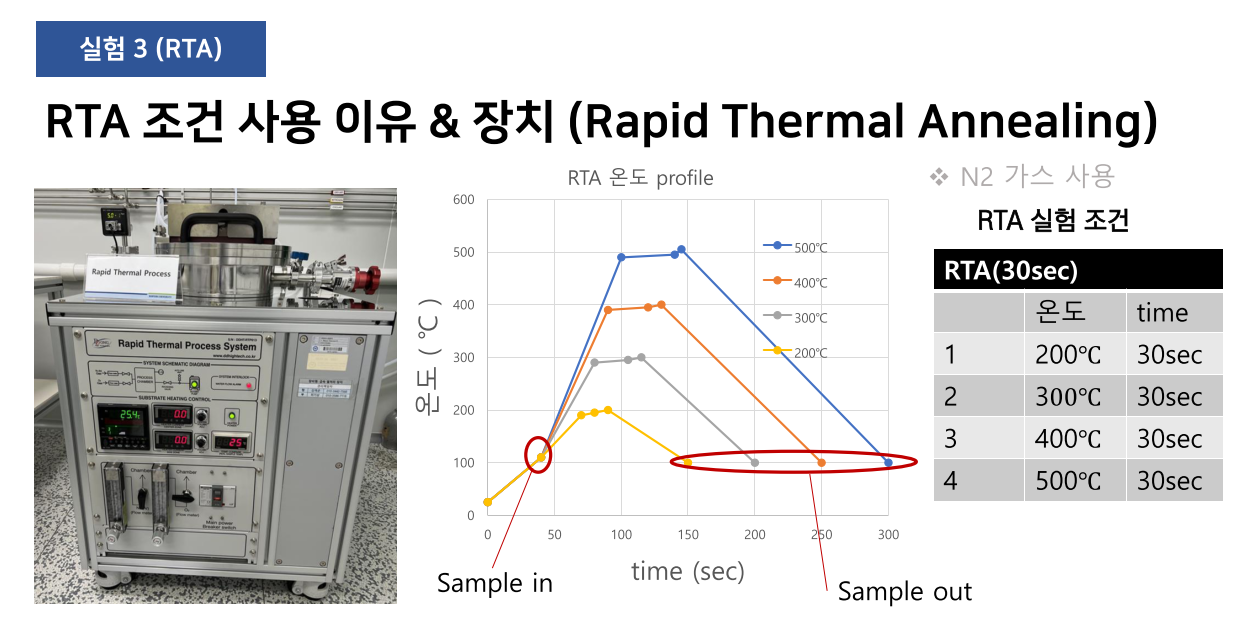 실험 3 (RTA)
RTA 조건 사용 이유 & 장치 (Rapid Thermal Annealing)
Rapid Thermal Process
Rapid Thermal Process System
SYSTEM SCHEMATIC DIAGRAM
SUBSTRATE HEATING CONTROL
25.4
0.0
0.0
25
Chamber
Chamber
Main power
Breaker switch
RTA 온도 profile
600
500
400
300
200
100
0
0 50 100 150 200 250 300
온도 ( ℃ )
time (sec)
500℃
400℃
300℃
200℃
Sample in
Sample out
❖ N2 가스 사용
RTA 실험 조건
RTA(30sec)
온도 time
1 200℃ 30sec
2 300℃ 30sec
3 400℃ 30sec
4 500℃ 30sec